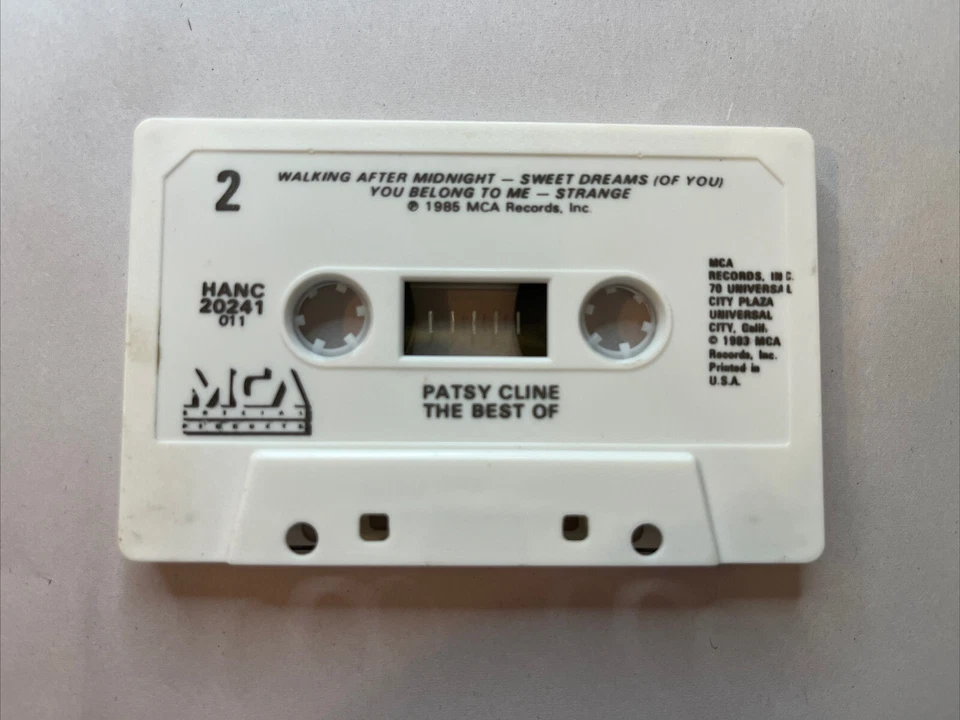 2
WALKING AFTER MIDNIGHT — SWEET DREAMS (OF YOU)
YOU BELONG TO ME — STRANGE
℗ 1985 MCA Records, Inc.
HANC
20241
011
MCA
RECORDS, INC.
70 UNIVERSAL
CITY PLAZA
UNIVERSAL
CITY, Calif.
© 1983 MCA
Records, Inc.
Printed in
U.S.A.
MCA
SPECIAL
PRODUCTS
PATSY CLINE
THE BEST OF